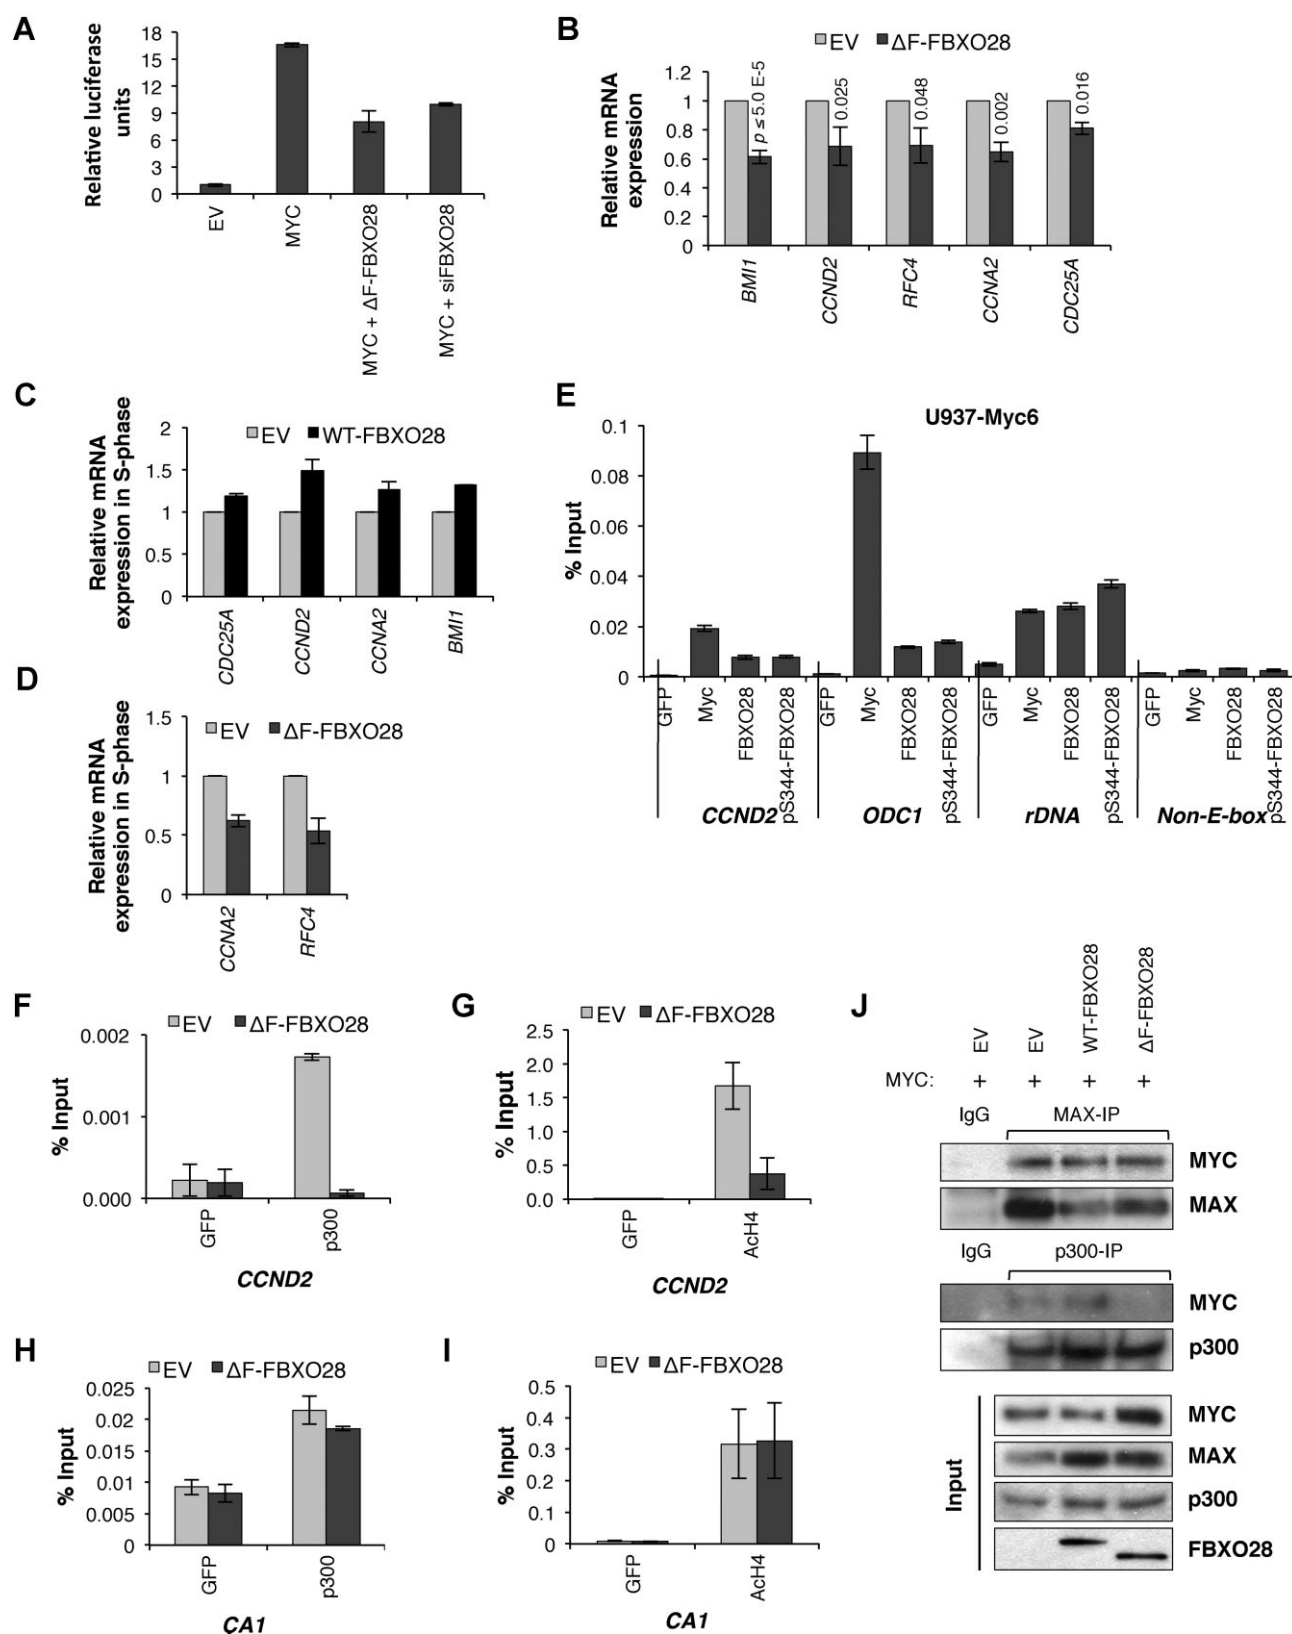 A
Relative luciferase
units
18
15
12
9
6
3
0
EV
MYC
MYC + ΔF-FBXO28
MYC + siFBXO28
B
EV ΔF-FBXO28
Relative mRNA
expression
1.2
1
0.8
0.6
0.4
0.2
0
p ≤ 5.0 E-5
0.025
0.048
0.002
0.016
BMI1
CCND2
RFC4
CCNA2
CDC25A
C
EV WT-FBXO28
Relative mRNA
expression in S-phase
2
1.5
1
0.5
0
CDC25A
CCND2
CCNA2
BMI1
D
EV ΔF-FBXO28
Relative mRNA
expression in S-phase
1.5
1
0.5
0
CCNA2
RFC4
E
U937-Myc6
% Input
0.1
0.08
0.06
0.04
0.02
0
GFP
Myc
FBXO28
pS344-FBXO28
GFP
Myc
FBXO28
pS344-FBXO28
GFP
Myc
FBXO28
pS344-FBXO28
GFP
Myc
FBXO28
pS344-FBXO28
CCND2 ODC1 rDNA Non-E-box
F
EV ΔF-FBXO28
% Input
0.002
0.001
0.000
GFP
p300
CCND2
G
EV ΔF-FBXO28
% Input
2.5
2.0
1.5
1.0
0.5
0.0
GFP
AcH4
CCND2
H
EV ΔF-FBXO28
% Input
0.025
0.02
0.015
0.01
0.005
0
GFP
p300
CA1
I
EV ΔF-FBXO28
% Input
0.5
0.4
0.3
0.2
0.1
0
GFP
AcH4
CA1
J
EV
EV
WT-FBXO28
ΔF-FBXO28
MYC: + + + +
IgG MAX-IP
MYC
MAX
IgG p300-IP
MYC
p300
Input
MYC
MAX
p300
FBXO28